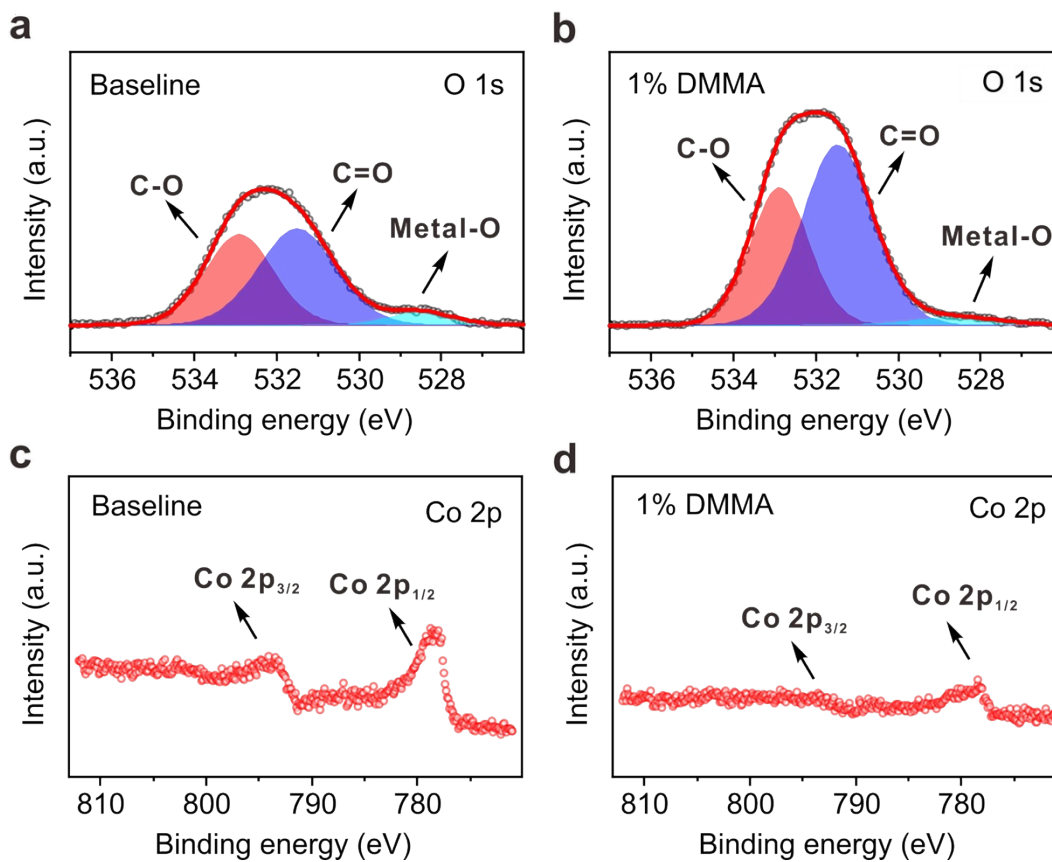 a
Baseline
O 1s
C-O
C=O
Metal-O
Intensity (a.u.)
536 534 532 530 528
Binding energy (eV)
b
1% DMMA
O 1s
C-O
C=O
Metal-O
Intensity (a.u.)
536 534 532 530 528
Binding energy (eV)
c
Baseline
Co 2p
Co 2p3/2
Co 2p1/2
Intensity (a.u.)
810 800 790 780
Binding energy (eV)
d
1% DMMA
Co 2p
Co 2p3/2
Co 2p1/2
Intensity (a.u.)
810 800 790 780
Binding energy (eV)